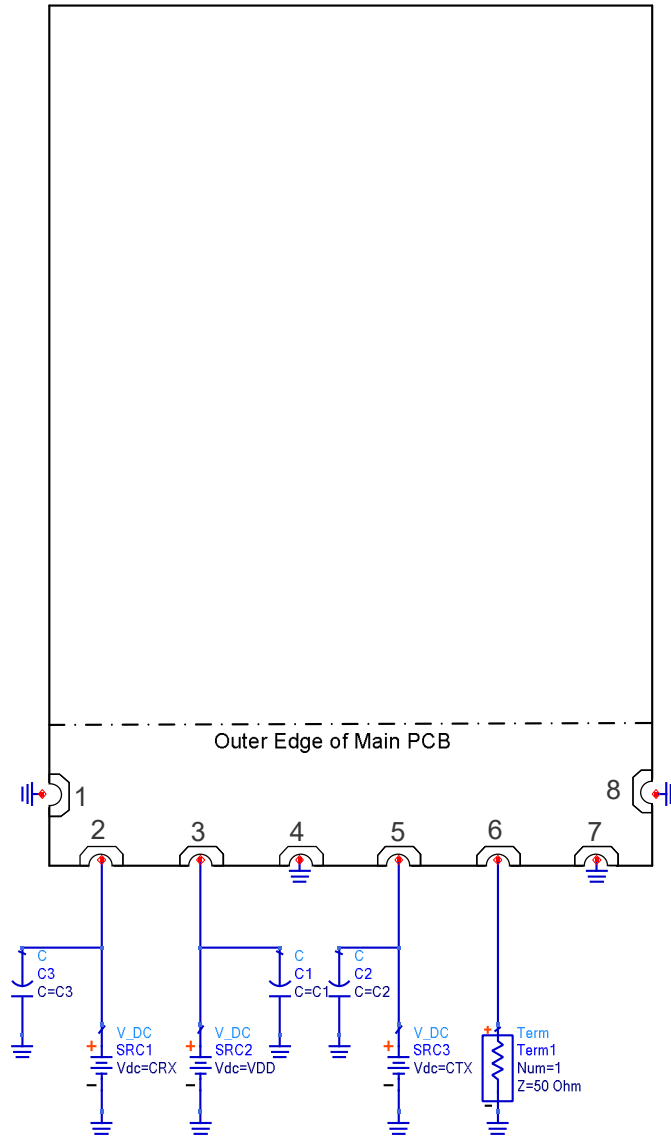 Outer Edge of Main PCB
1
8
2
3
4
5
6
7
C
C3
C=C3
C
C1
C=C1
C
C2
C=C2
+
V_DC
SRC1
Vdc=CRX
−
+
V_DC
SRC2
Vdc=VDD
−
+
V_DC
SRC3
Vdc=CTX
−
+
Term
Term1
Num=1
Z=50 Ohm
-